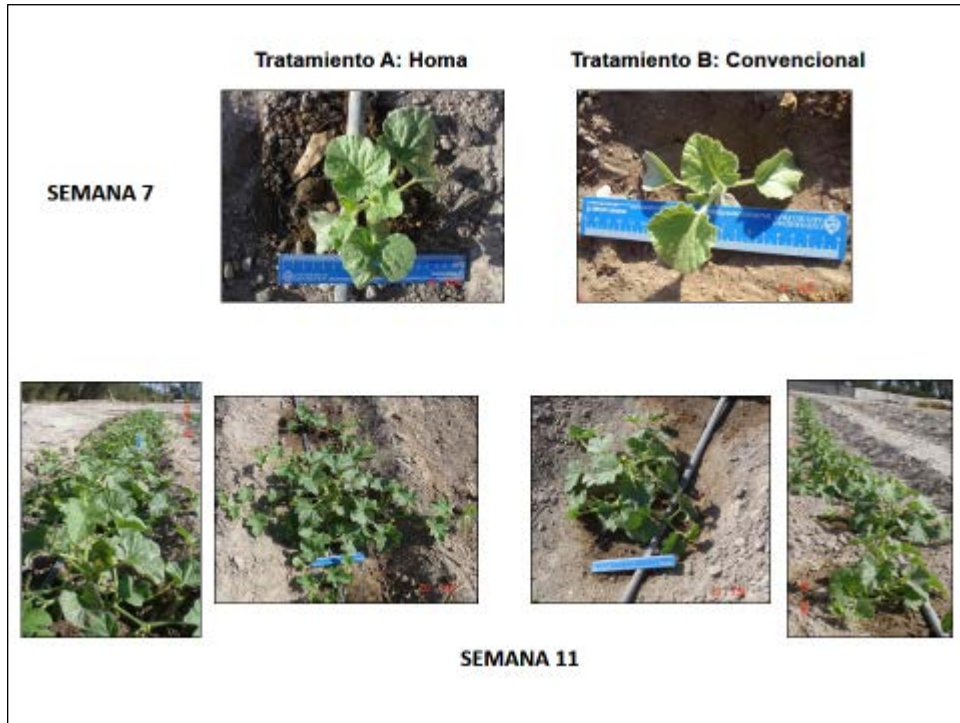 Tratamiento A: Homa
Tratamiento B: Convencional
SEMANA 7
SEMANA 11